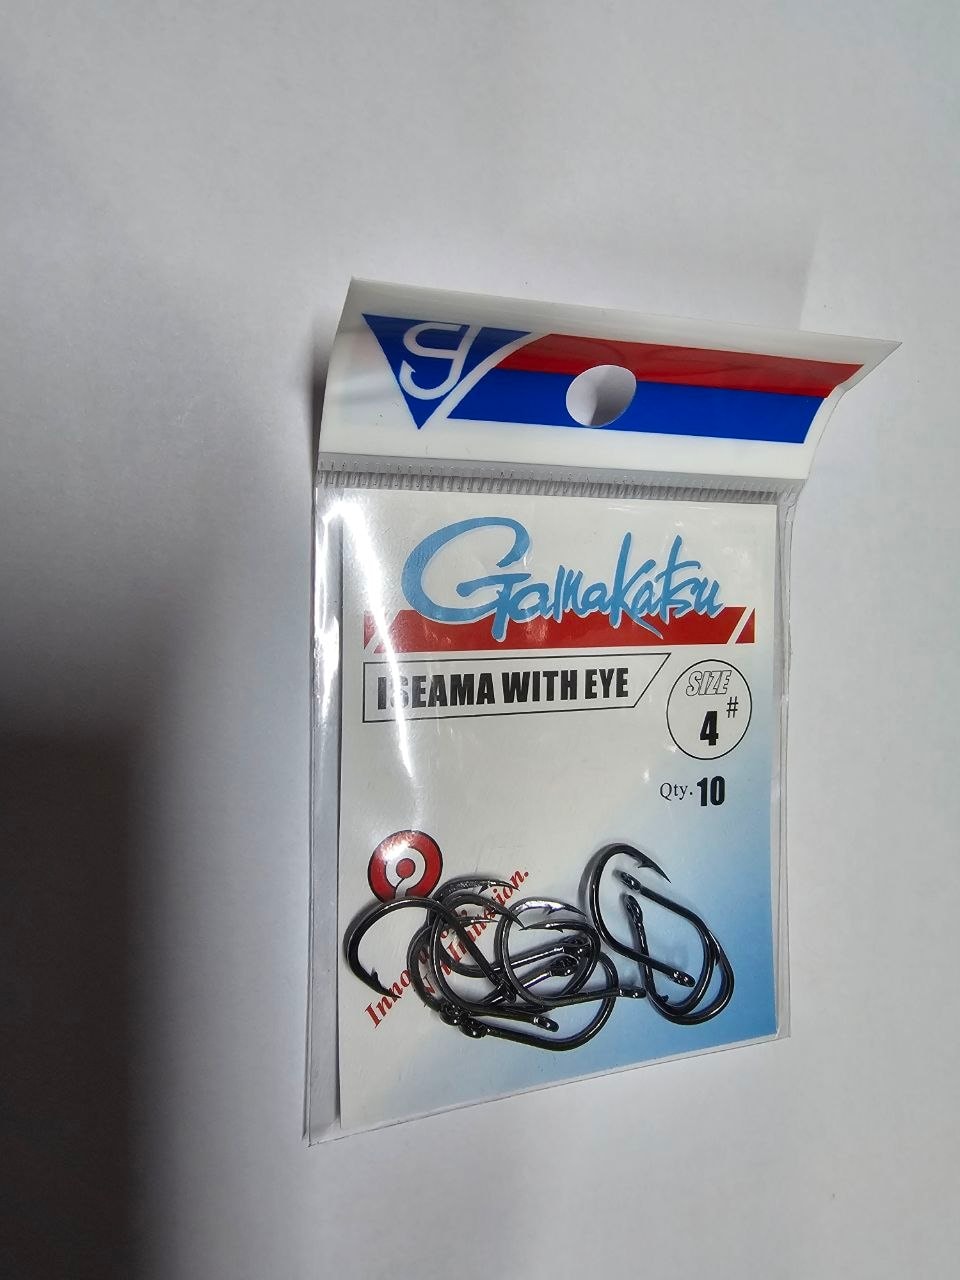 Gamakatsu
ISEAMA WITH EYE
SIZE
4#
Qty. 10